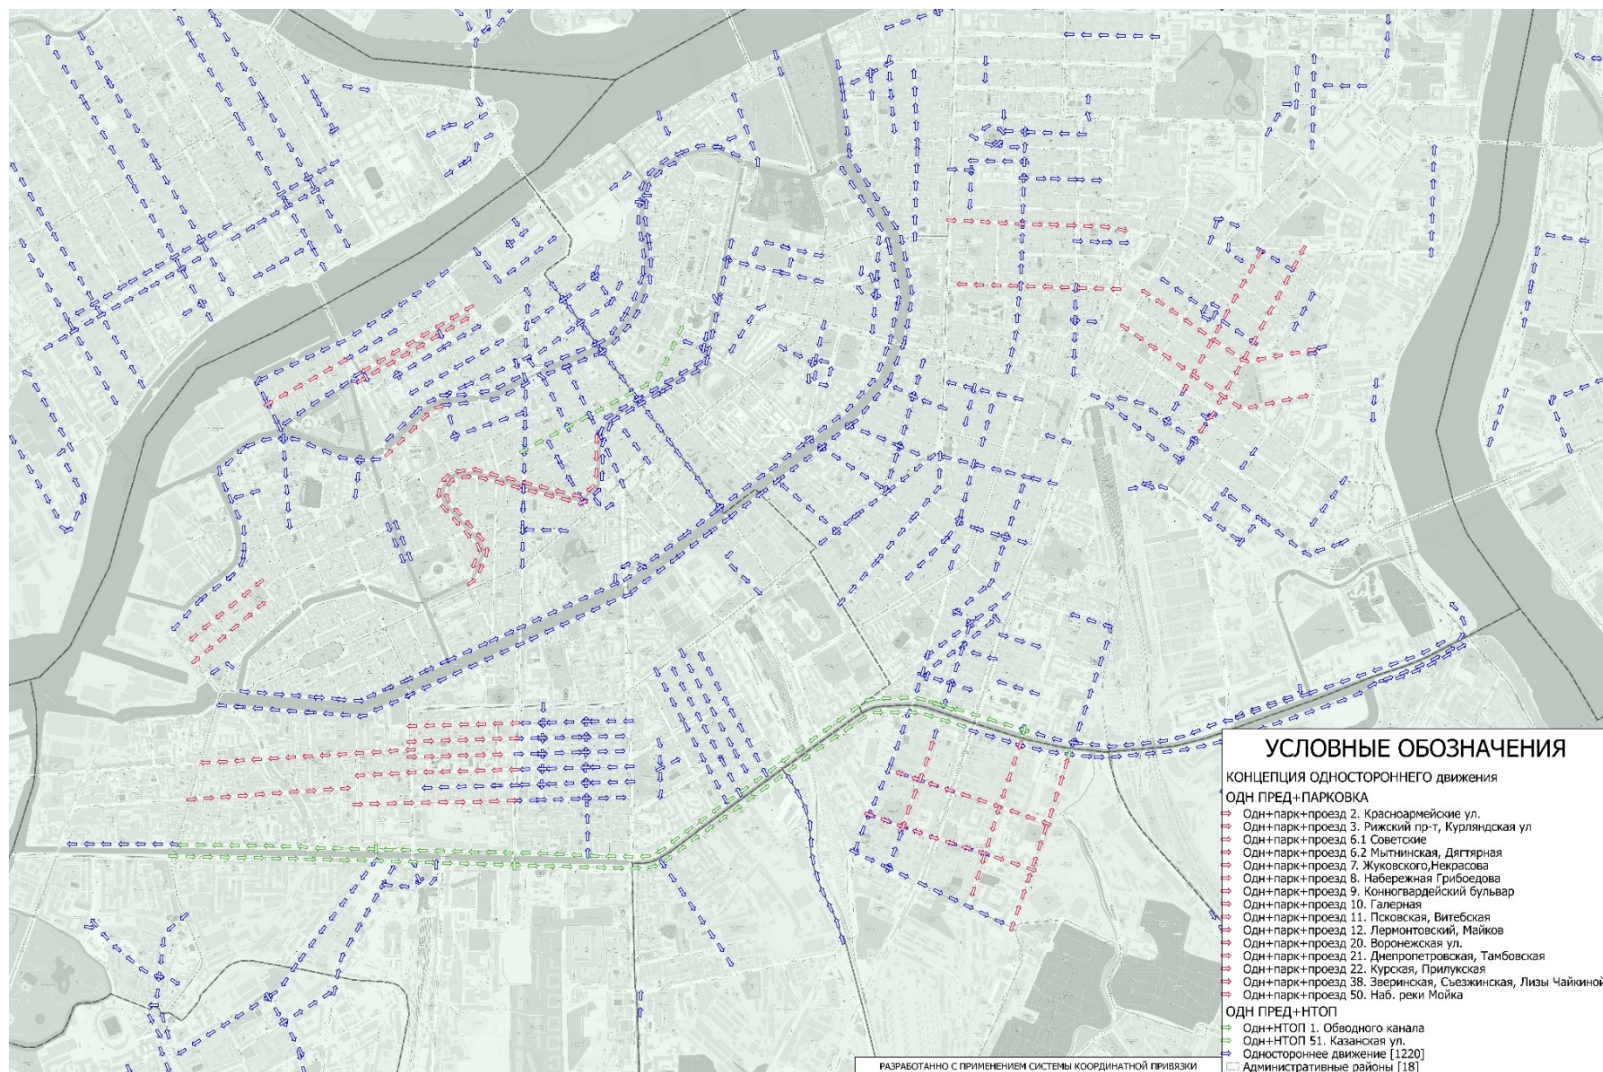 УСЛОВНЫЕ ОБОЗНАЧЕНИЯ
КОНЦЕПЦИЯ ОДНОСТОРОННЕГО движения
ОДН ПРЕД+ПАРКОВКА
Одн+парк+проезд 2. Красноармейские ул.
Одн+парк+проезд 3. Рижский пр-т, Курляндская ул
Одн+парк+проезд 6.1 Советские
Одн+парк+проезд 6.2 Мытнинская, Дягтярная
Одн+парк+проезд 7. Жуковского,Некрасова
Одн+парк+проезд 8. Набережная Грибоедова
Одн+парк+проезд 9. Конногвардейский бульвар
Одн+парк+проезд 10. Галерная
Одн+парк+проезд 11. Псковская, Витебская
Одн+парк+проезд 12. Лермонтовский, Майков
Одн+парк+проезд 20. Воронежская ул.
Одн+парк+проезд 21. Днепропетровская, Тамбовская
Одн+парк+проезд 22. Курская, Прилукская
Одн+парк+проезд 38. Зверинская, Съезжинская, Лизы Чайкиной
Одн+парк+проезд 50. Наб. реки Мойка
ОДН ПРЕД+НТОП
Одн+НТОП 1. Обводного канала
Одн+НТОП 51. Казанская ул.
Одностороннее движение [1220]
Административные районы [18]
РАЗРАБОТАННО С ПРИМЕНЕНИЕМ СИСТЕМЫ КООРДИНАТНОЙ ПРИВЯЗКИ